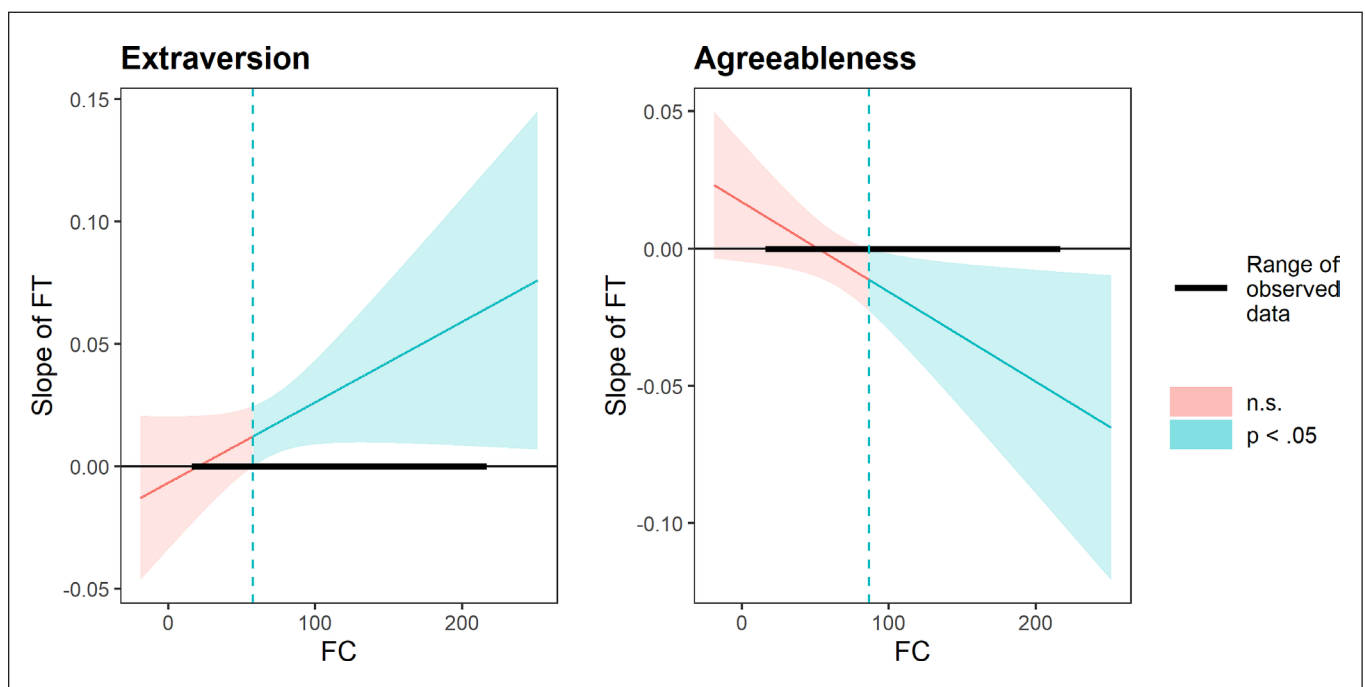 Extraversion
0.15
0.10
0.05
0.00
-0.05
Slope of FT
0
100
200
FC
Agreeableness
0.05
0.00
-0.05
-0.10
Slope of FT
0
100
200
FC
Range of
observed
data
n.s.
p < .05